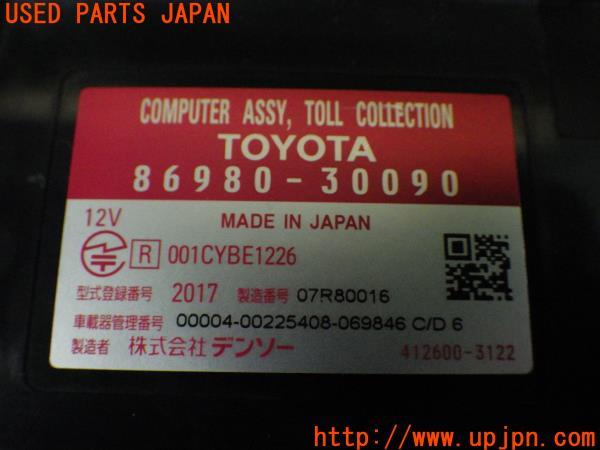 USED PARTS JAPAN
COMPUTER ASSY, TOLL COLLECTION
TOYOTA
86980-30090
12V
MADE IN JAPAN
R 001CYBE1226
型式登録番号 2017 製造番号 07R80016
車載器管理番号 00004-00225408-069846 C/D 6
製造者 株式会社 デンソー 412600-3122
http://www.upjpn.com